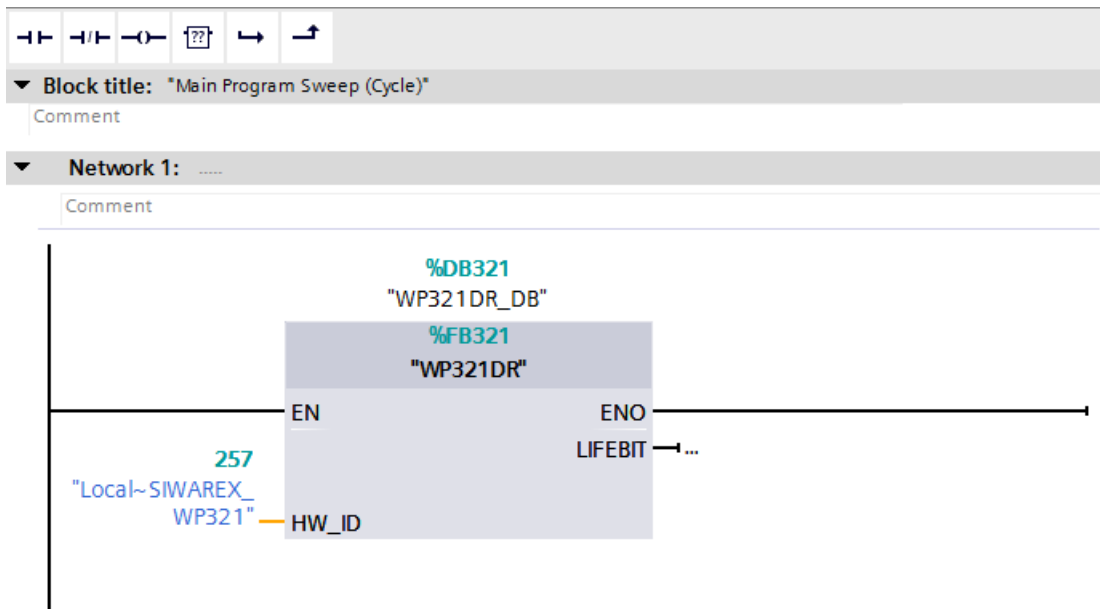 ??
Block title: "Main Program Sweep (Cycle)"
Comment
Network 1: .....
Comment
%DB321
"WP321DR_DB"
%FB321
"WP321DR"
EN ENO
LIFEBIT ...
257
"Local~SIWAREX_
WP321"
HW_ID